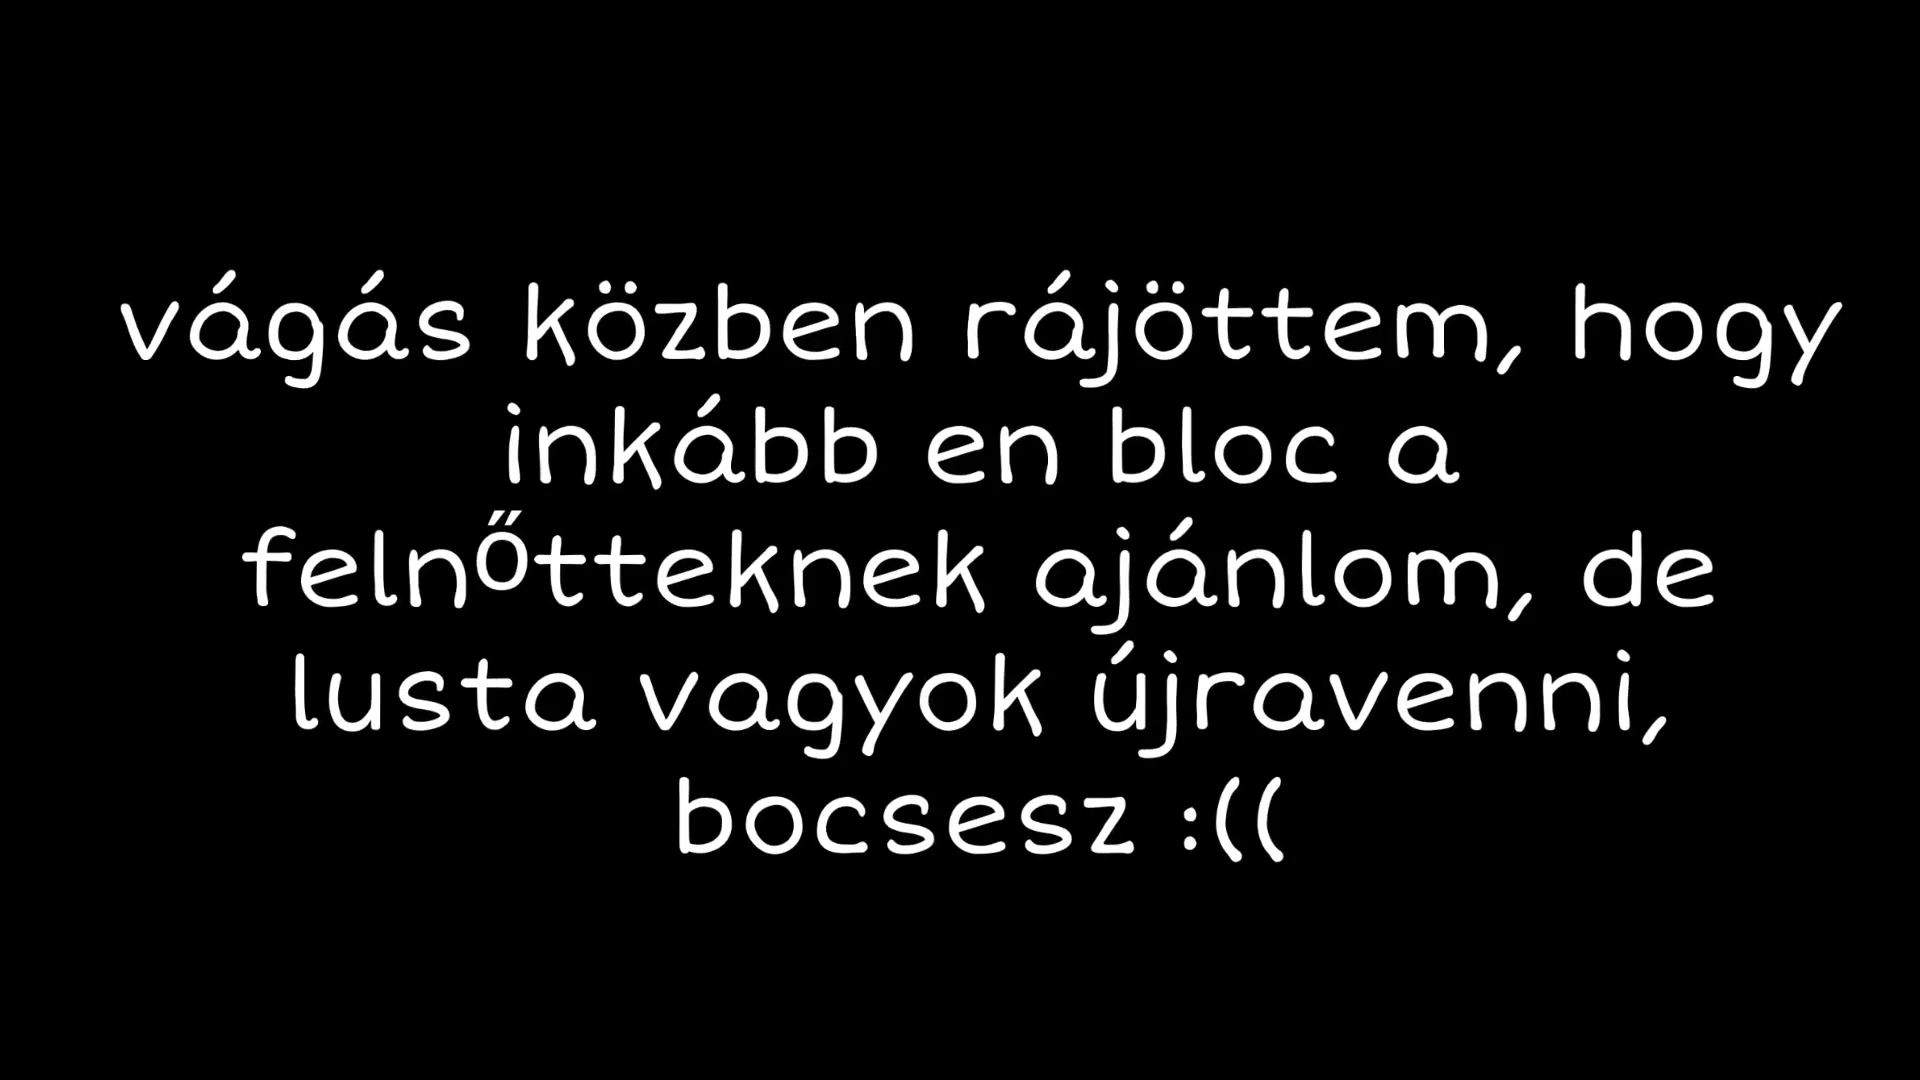 vágás közben rájöttem, hogy
inkább en bloc a
felnőtteknek ajánlom, de
lusta vagyok újravenni,
bocsesz :((